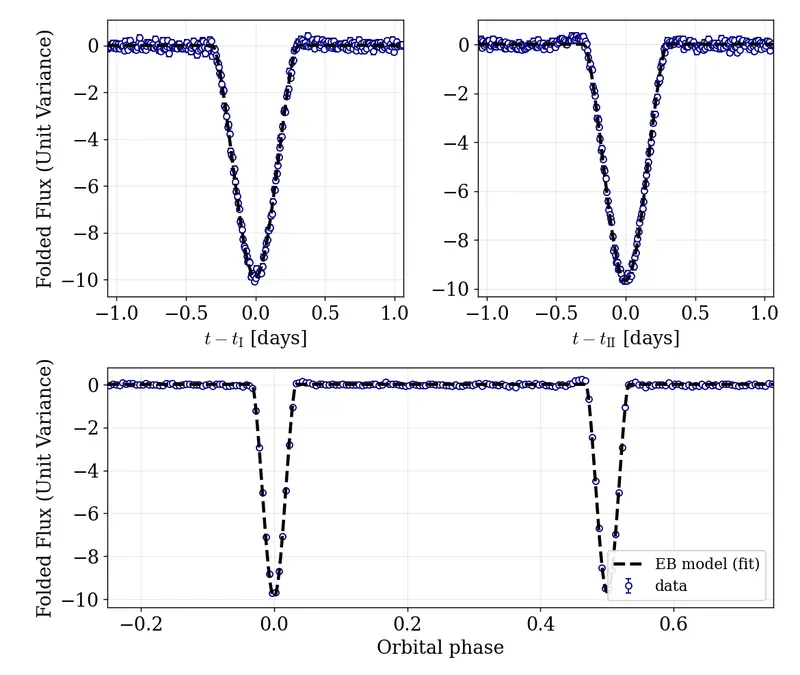 Folded Flux (Unit Variance)
0
−2
−4
−6
−8
−10
−1.0 −0.5 0.0 0.5 1.0
t − tI [days]
0
−2
−4
−6
−8
−10
−1.0 −0.5 0.0 0.5 1.0
t − tII [days]
Folded Flux (Unit Variance)
0
−2
−4
−6
−8
−10
−0.2 0.0 0.2 0.4 0.6
Orbital phase
EB model (fit)
data